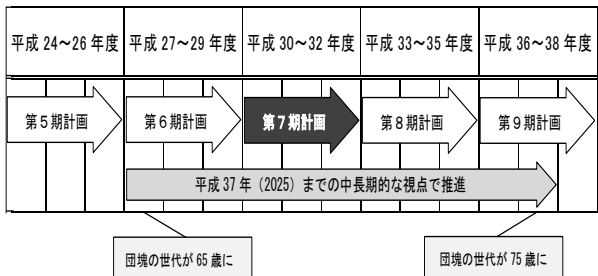 平成 24～26 年度 平成 27～29 年度 平成 30～32 年度 平成 33～35 年度 平成 36～38 年度
第5期計画 第6期計画 第7期計画 第8期計画 第9期計画
平成 37 年（2025）までの中長期的な視点で推進
団塊の世代が 65 歳に 団塊の世代が 75 歳に